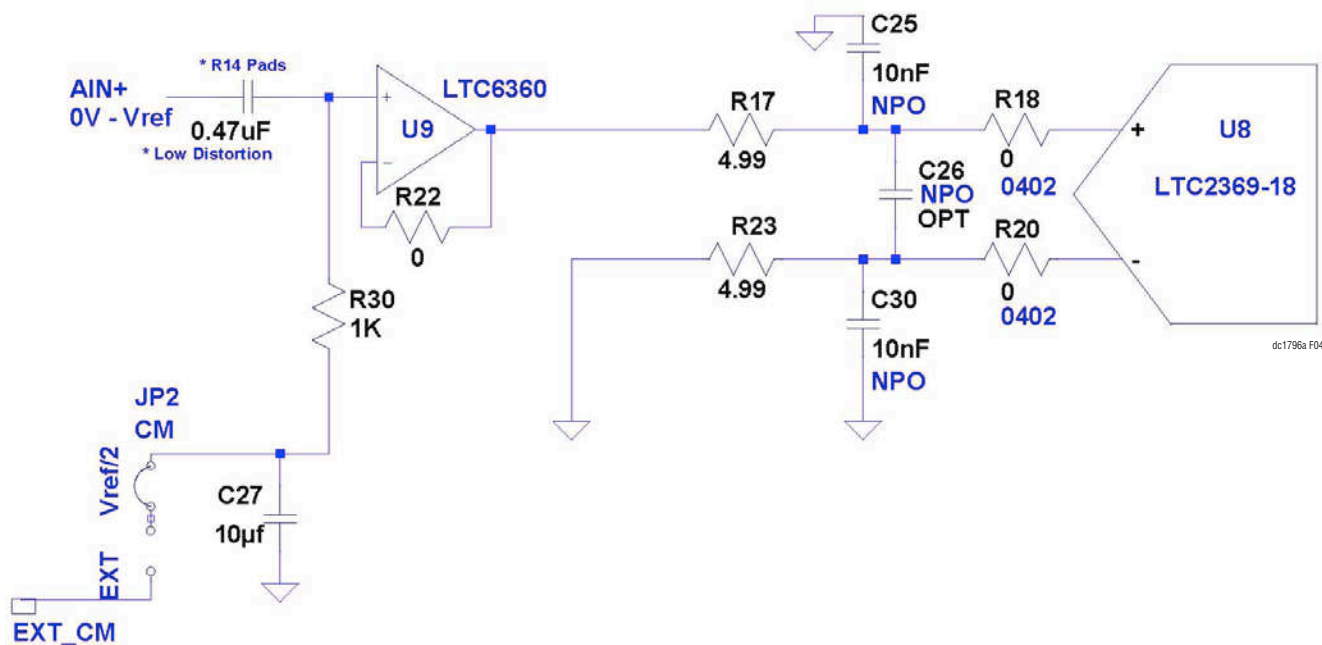 C25
10nF
NPO
* R14 Pads
AIN+
0V - Vref
0.47uF
* Low Distortion
+
-
U9
LTC6360
R22
0
R17
4.99
R18
0
0402
C26
NPO
OPT
+
-
U8
LTC2369-18
R23
4.99
R20
0
0402
C30
10nF
NPO
dc1796a F04
R30
1K
JP2
CM
Vref/2
EXT
C27
10µf
EXT_CM